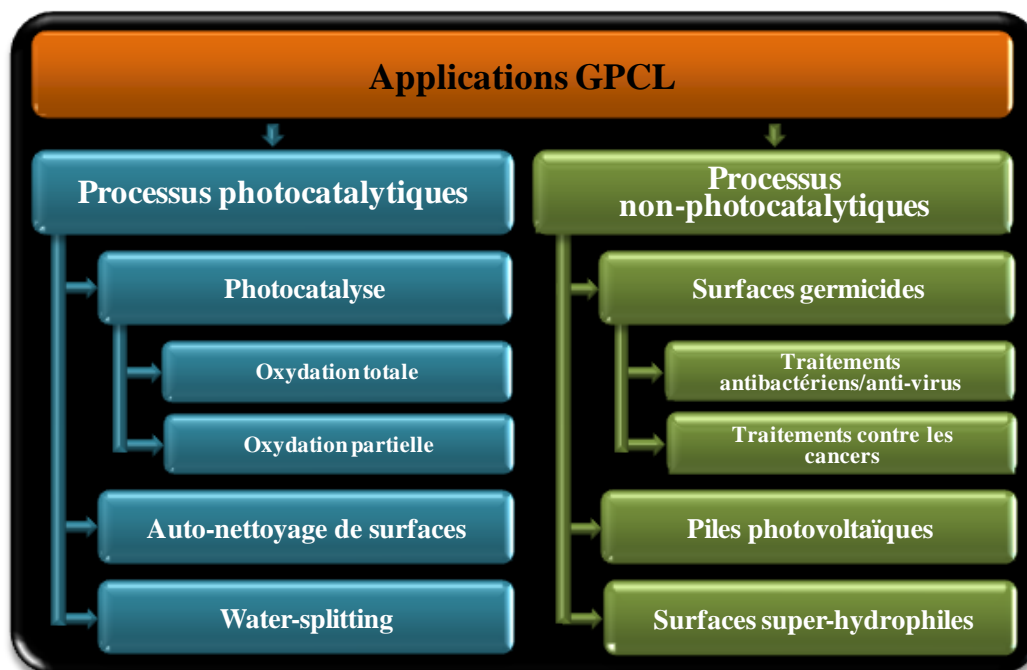 Applications GPCL
Processus photocatalytiques
Photocatalyse
Oxydation totale
Oxydation partielle
Auto-nettoyage de surfaces
Water-splitting
Processus
non-photocatalytiques
Surfaces germicides
Traitements
antibactériens/anti-virus
Traitements contre les
cancers
Piles photovoltaïques
Surfaces super-hydrophiles